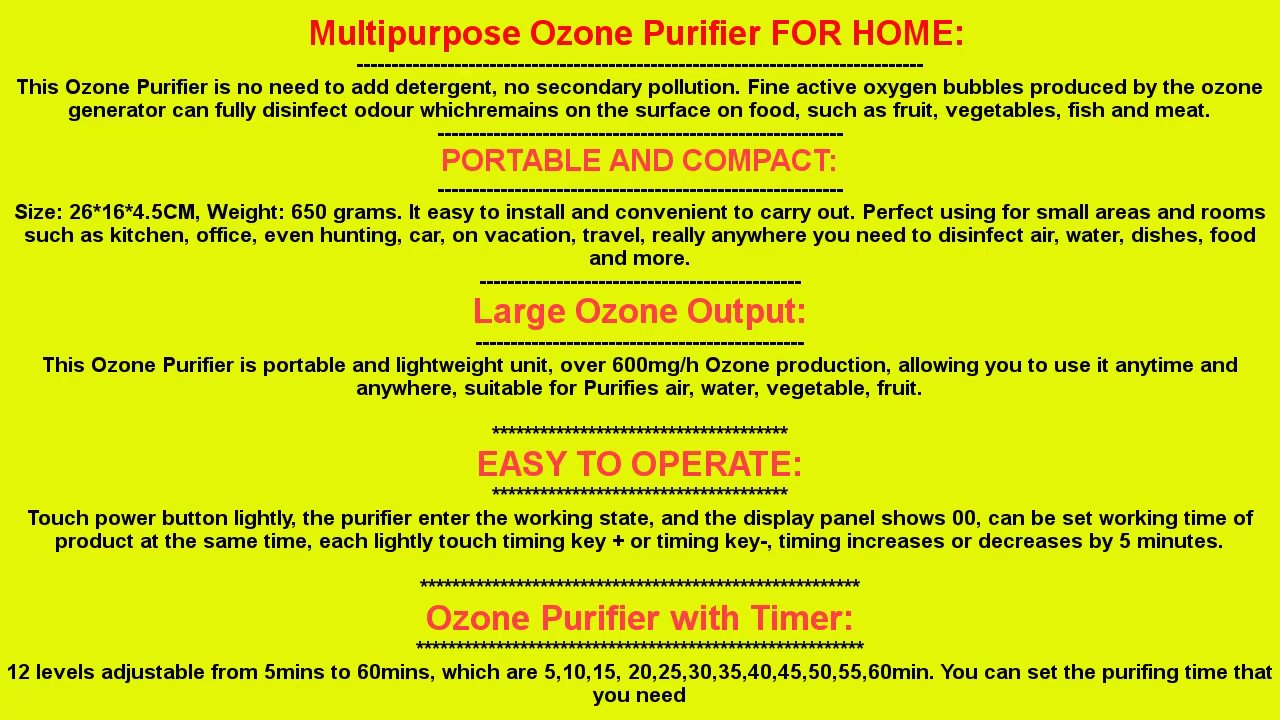 Multipurpose Ozone Purifier FOR HOME:
---------------------------------------------------------------------------------
This Ozone Purifier is no need to add detergent, no secondary pollution. Fine active oxygen bubbles produced by the ozone
generator can fully disinfect odour whichremains on the surface on food, such as fruit, vegetables, fish and meat.
----------------------------------------------------------
PORTABLE AND COMPACT:
----------------------------------------------------------
Size: 26*16*4.5CM, Weight: 650 grams. It easy to install and convenient to carry out. Perfect using for small areas and rooms
such as kitchen, office, even hunting, car, on vacation, travel, really anywhere you need to disinfect air, water, dishes, food
and more.
----------------------------------------------
Large Ozone Output:
-----------------------------------------------
This Ozone Purifier is portable and lightweight unit, over 600mg/h Ozone production, allowing you to use it anytime and
anywhere, suitable for Purifies air, water, vegetable, fruit.
*************************************
EASY TO OPERATE:
*************************************
Touch power button lightly, the purifier enter the working state, and the display panel shows 00, can be set working time of
product at the same time, each lightly touch timing key + or timing key-, timing increases or decreases by 5 minutes.
*******************************************************
Ozone Purifier with Timer:
********************************************************
12 levels adjustable from 5mins to 60mins, which are 5,10,15, 20,25,30,35,40,45,50,55,60min. You can set the purifing time that
you need